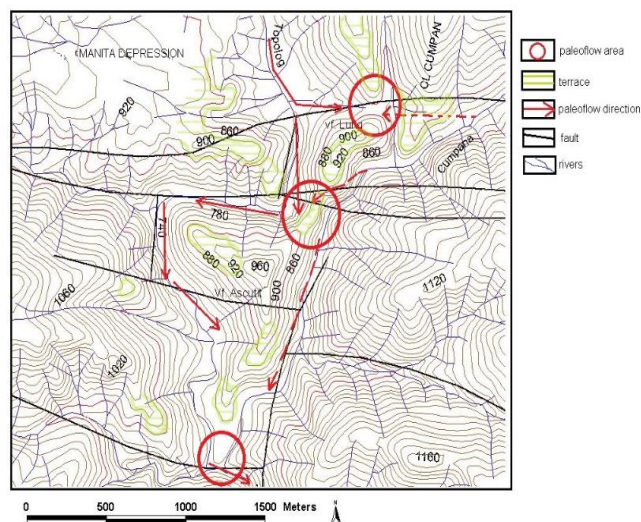 MANITA DEPRESSION
Topolog
CL CUMPAN
920
900
860
vf. Lung
900
880
920
860
Cumpana
780
740
880
920
960
860
900
Vf. Ascutit
1060
1120
1020
1160
paleoflow area
terrace
paleoflow direction
fault
rivers
0 500 1000 1500 Meters
N